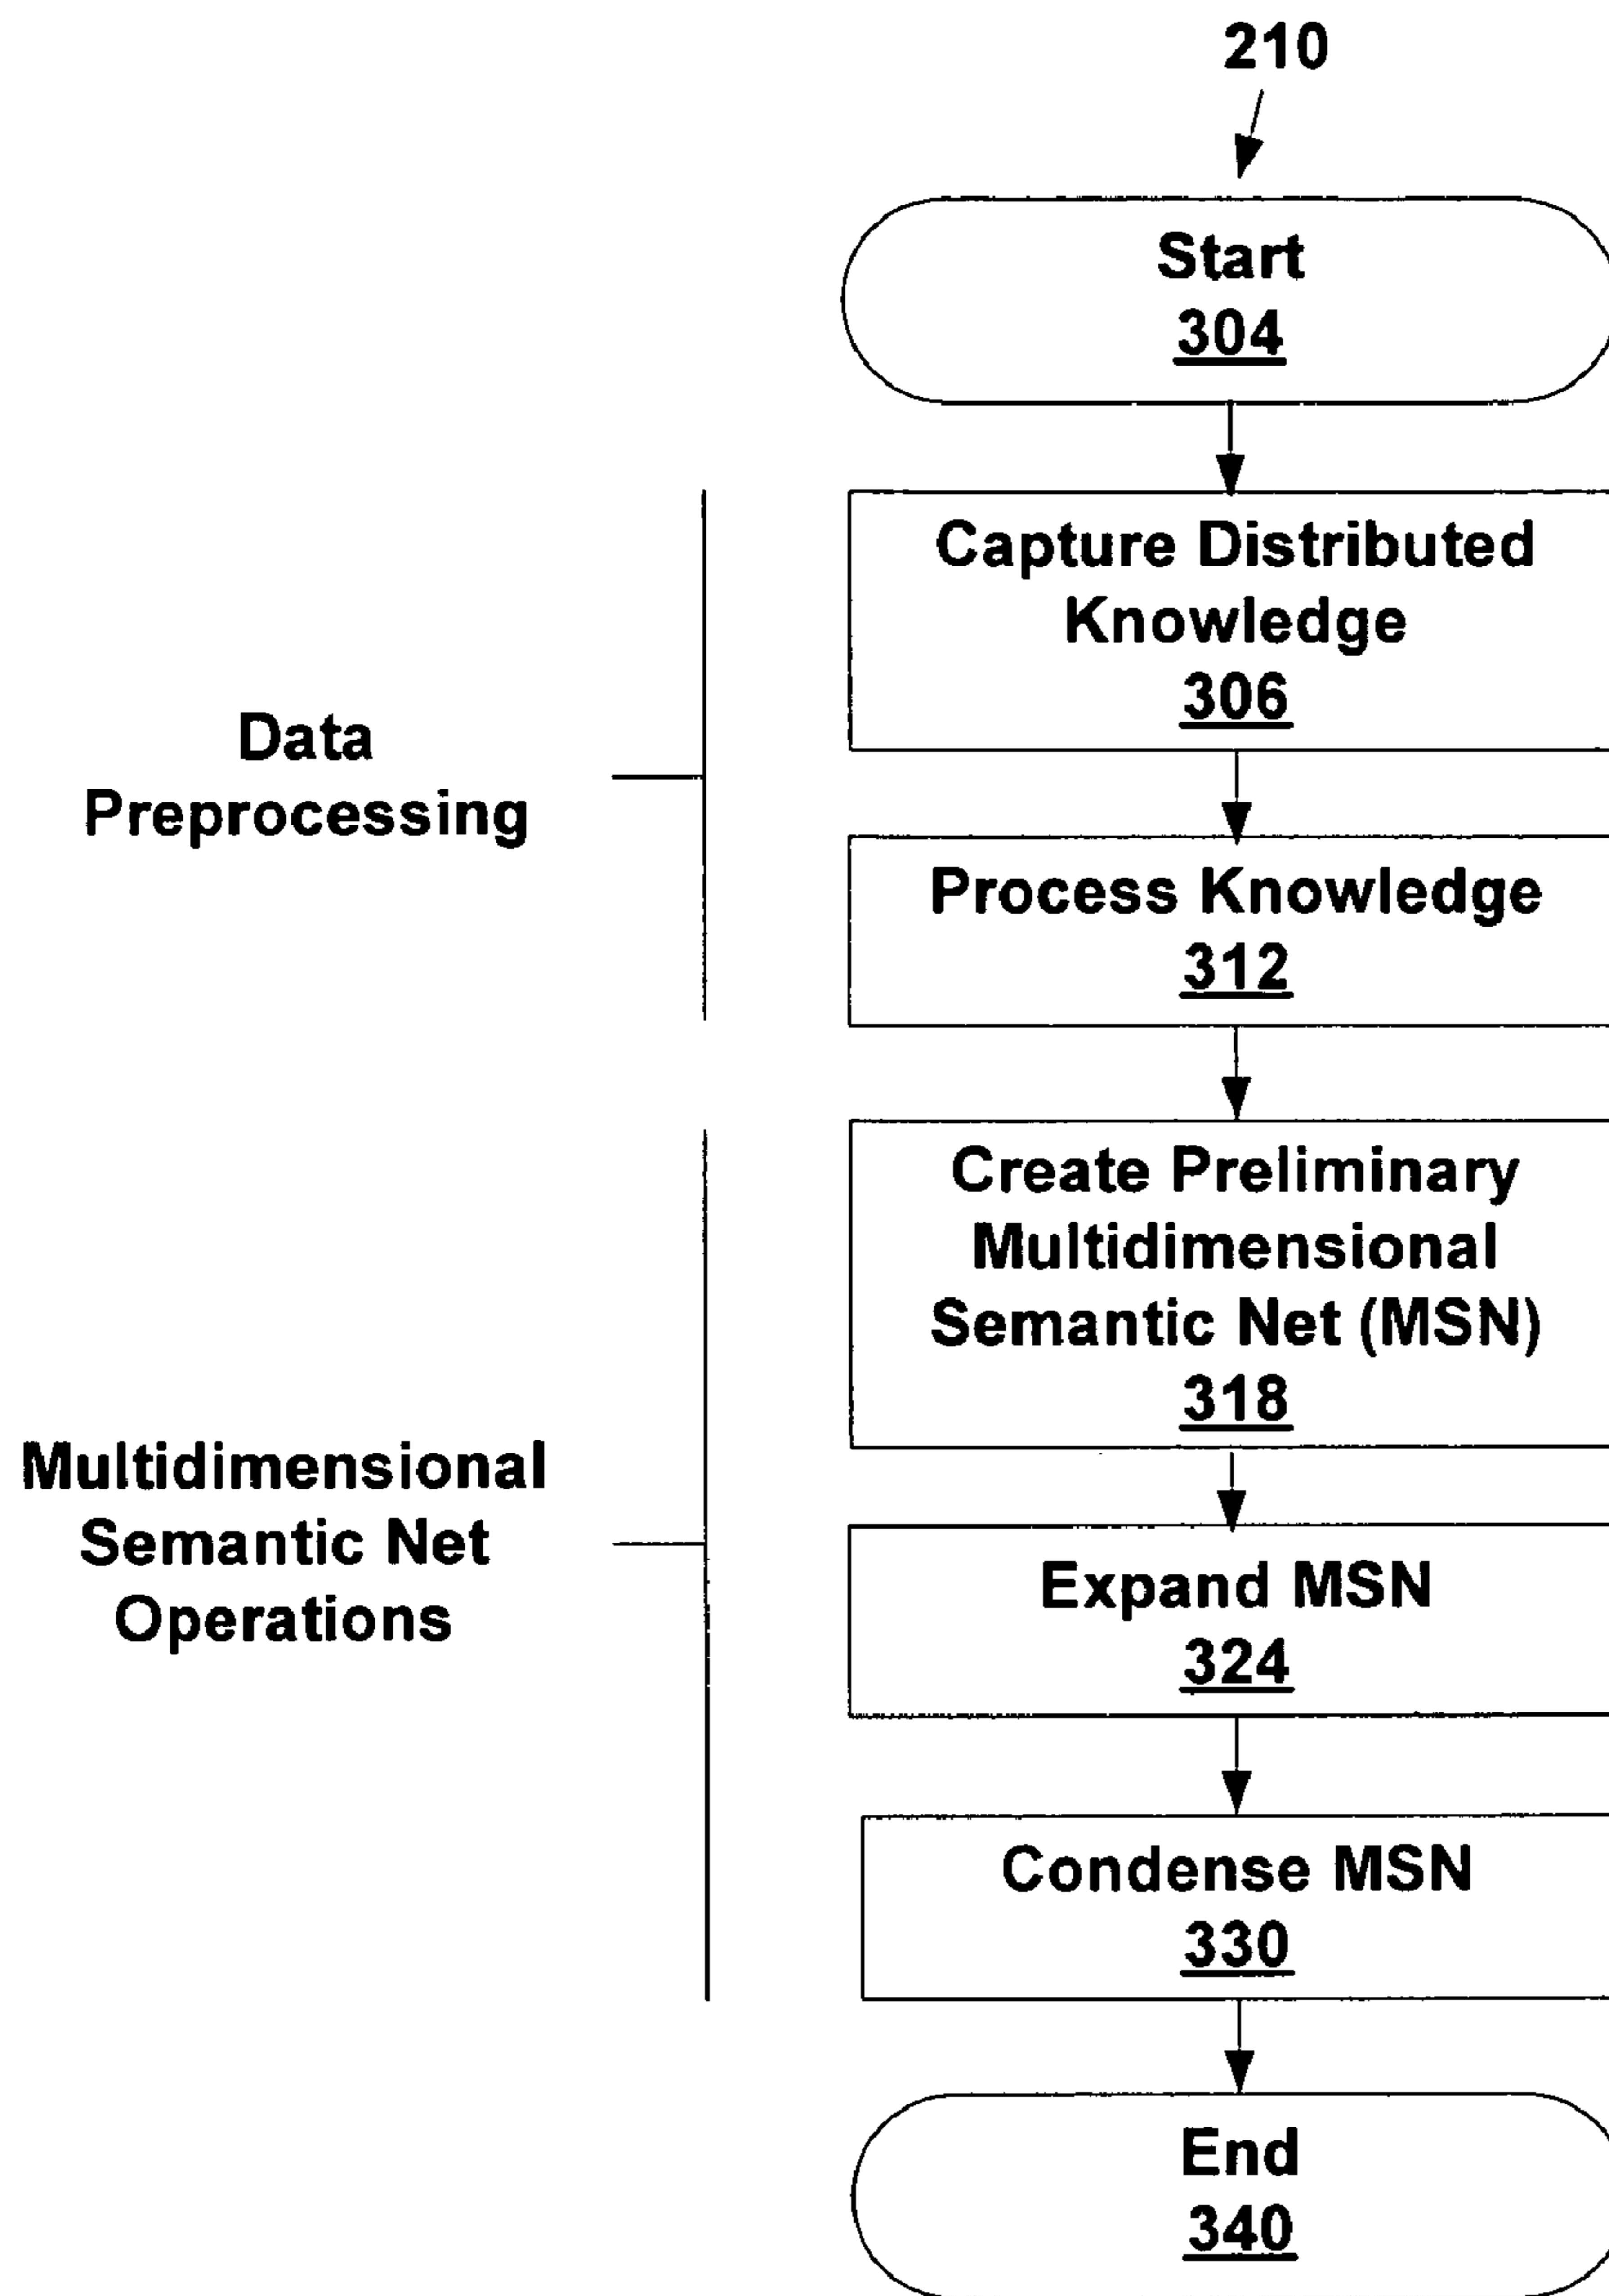 210
Start
304
Capture Distributed
Knowledge
306
Data
Preprocessing
Process Knowledge
312
Create Preliminary
Multidimensional
Semantic Net (MSN)
318
Multidimensional
Semantic Net
Operations
Expand MSN
324
Condense MSN
330
End
340